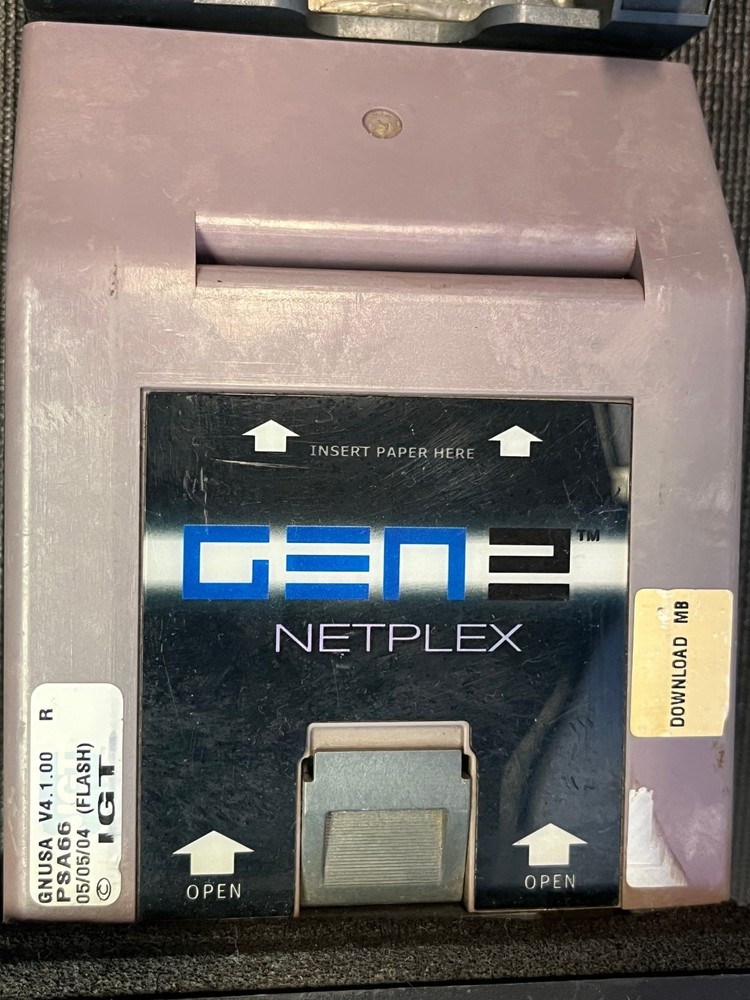 INSERT PAPER HERE
GEN2™
NETPLEX
OPEN
OPEN
GNUSA V4.1.00 R
PSA66
05/05/04 (FLASH)
© IGT
DOWNLOAD MB